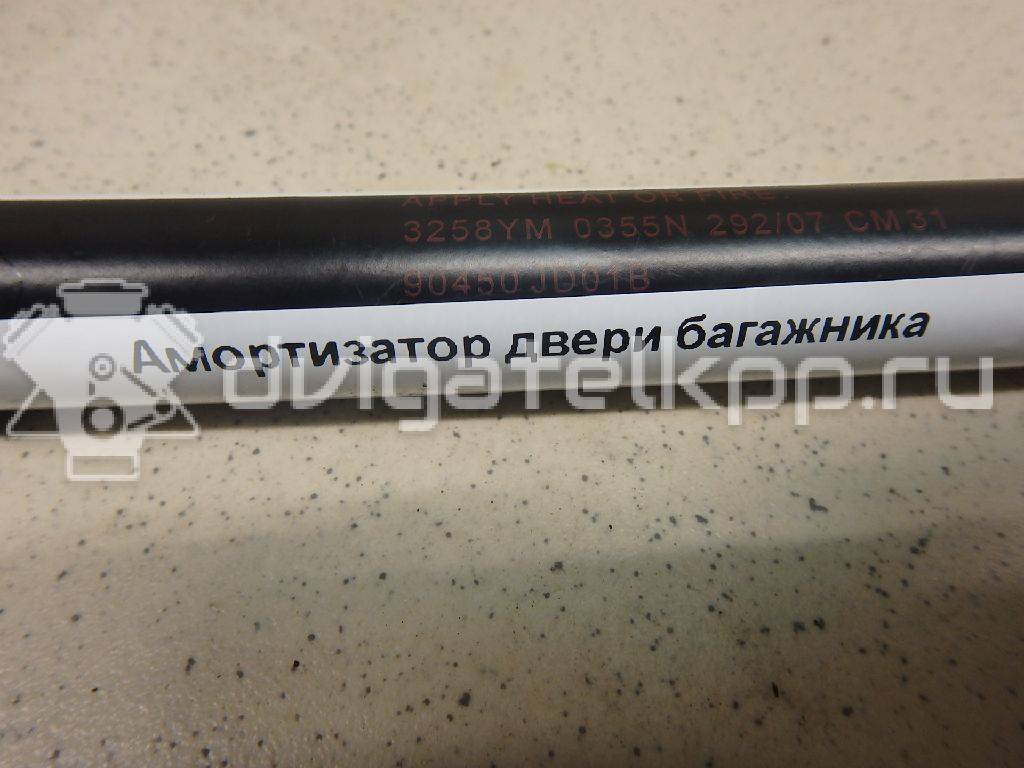 APPLY HEAT OR FIRE.
3258YM 0355N 292/07 CM31
90450JD01B
Амортизатор двери багажника
dvigatelkpp.ru